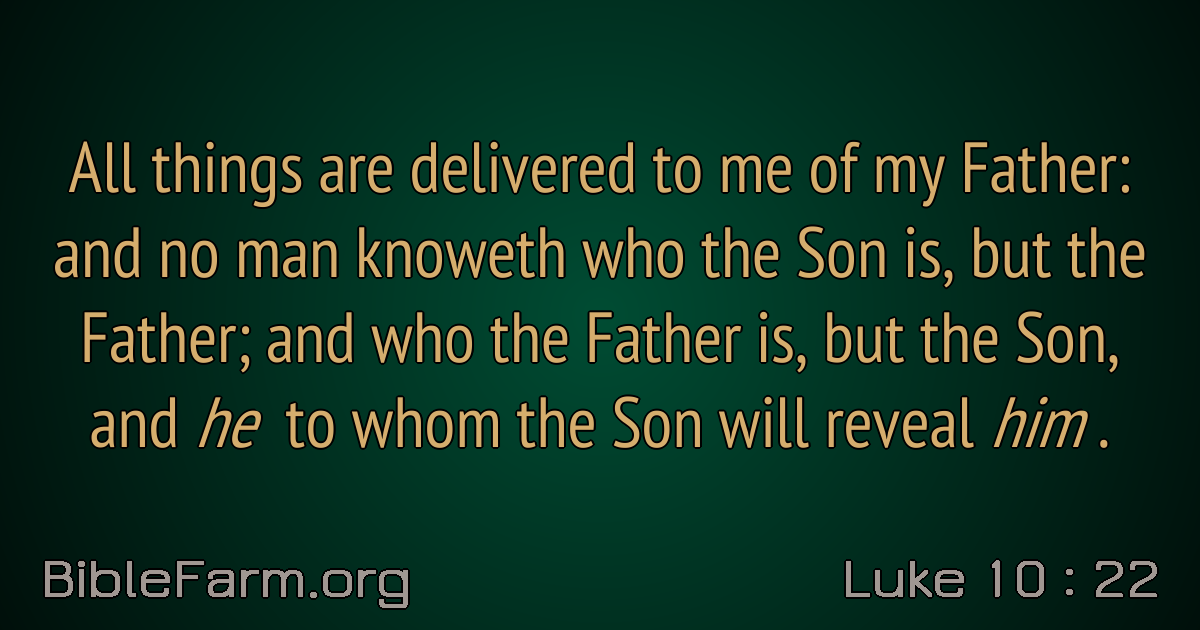 All things are delivered to me of my Father:
and no man knoweth who the Son is, but the
Father; and who the Father is, but the Son,
and he to whom the Son will reveal him .
BibleFarm.org
Luke 10 : 22